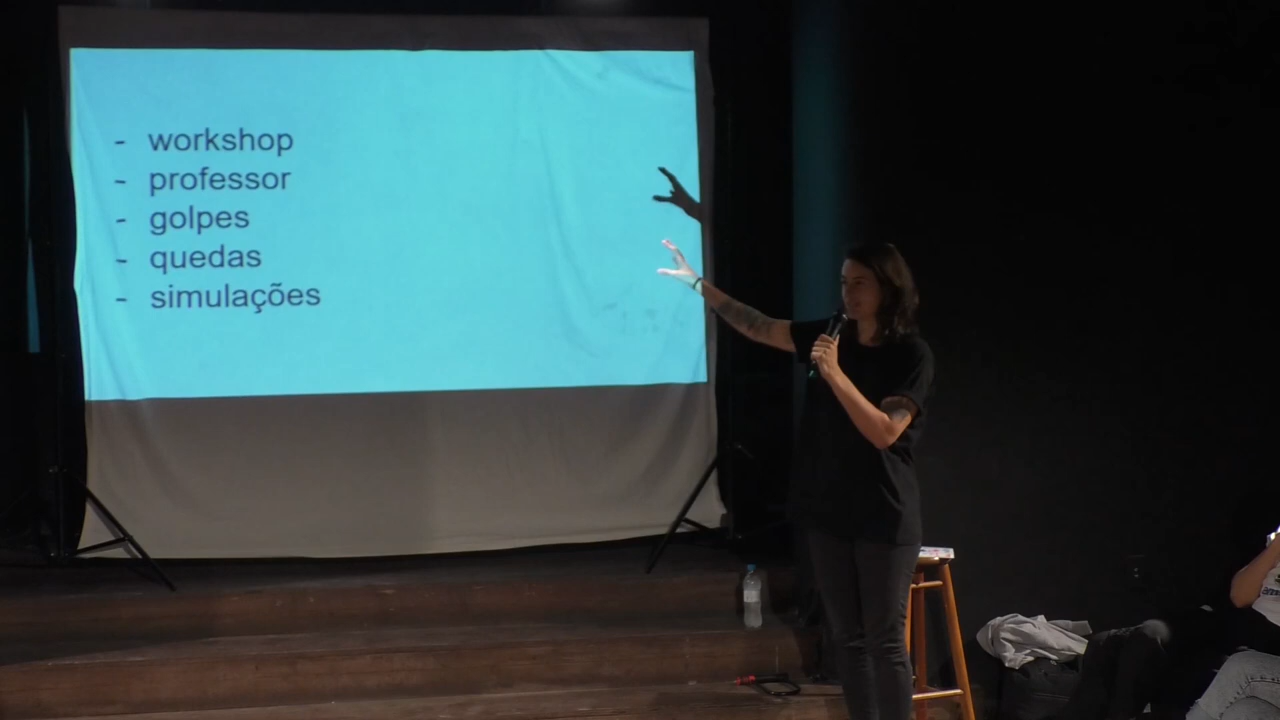 - workshop
- professor
- golpes
- quedas
- simulações